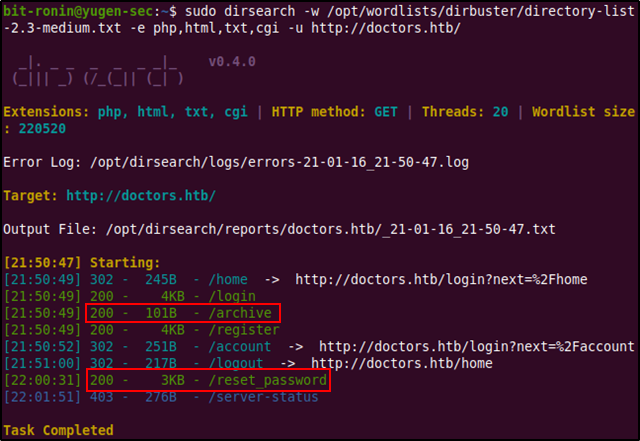 bit-ronin@yugen-sec:~$ sudo dirsearch -w /opt/wordlists/dirbuster/directory-list
-2.3-medium.txt -e php,html,txt,cgi -u http://doctors.htb/
 _|. _ _  _  _  _ _|_    v0.4.0
(_||| _) (/_(_|| (_| )
Extensions: php, html, txt, cgi | HTTP method: GET | Threads: 20 | Wordlist size
: 220520
Error Log: /opt/dirsearch/logs/errors-21-01-16_21-50-47.log
Target: http://doctors.htb/
Output File: /opt/dirsearch/reports/doctors.htb/_21-01-16_21-50-47.txt
[21:50:47] Starting:
[21:50:49] 302 -  245B  - /home  ->  http://doctors.htb/login?next=%2Fhome
[21:50:49] 200 -    4KB - /login
[21:50:49] 200 -  101B  - /archive
[21:50:49] 200 -    4KB - /register
[21:50:52] 302 -  251B  - /account  ->  http://doctors.htb/login?next=%2Faccount
[21:51:00] 302 -  217B  - /logout  ->  http://doctors.htb/home
[22:00:31] 200 -    3KB - /reset_password
[22:01:51] 403 -  276B  - /server-status
Task Completed